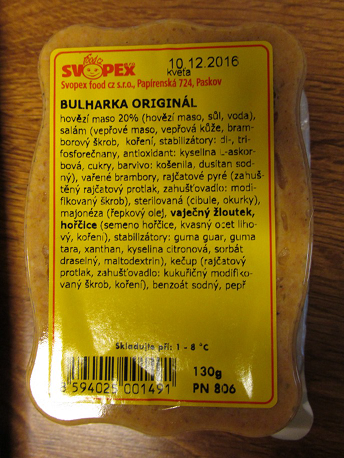 food cz
SVOPEX
10.12.2016
květa
Svopex food cz s.r.o., Papírenská 724, Paskov
BULHARKA ORIGINÁL
hovězí maso 20% (hovězí maso, sůl, voda),
salám (vepřové maso, vepřová kůže, bram-
borový škrob, koření, stabilizátory: di-, tri-
fosforečnany, antioxidant: kyselina L-askor-
bová, cukry, barvivo: košenila, dusitan sod-
ný), vařené brambory, rajčatové pyré (zahuš-
těný rajčatový protlak, zahušťovadlo: modi-
fikovaný škrob), sterilovaná (cibule, okurky),
majonéza (řepkový olej, vaječný žloutek,
hořčice (semeno hořčice, kvasný ocet liho-
vý, koření), stabilizátory: guma guar, guma
tara, xanthan, kyselina citronová, sorbát
draselný, maltodextrin), kečup (rajčatový
protlak, zahušťovadlo: kukuřičný modifiko-
vaný škrob, koření), benzoát sodný, pepř
Skladujte při: 1 - 8 °C
8 594025 001491
130g
PN 806